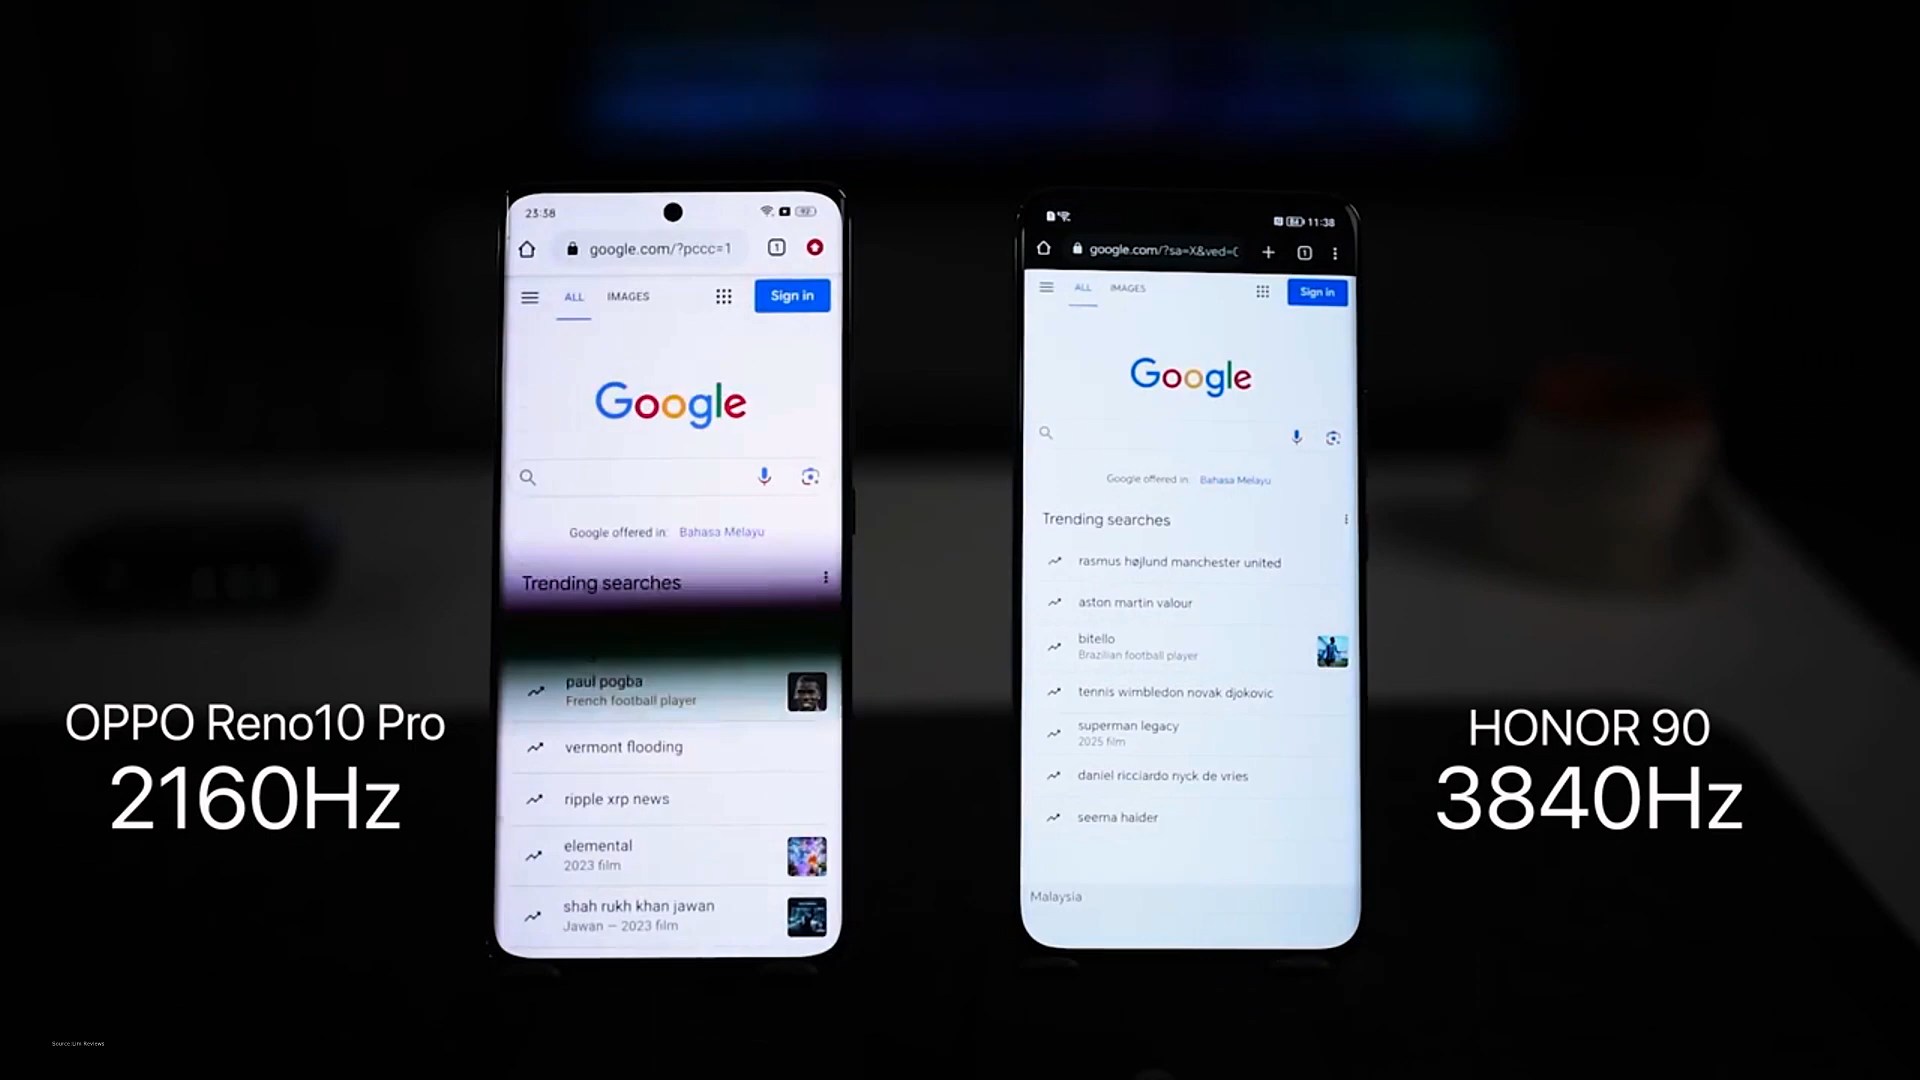 23:38
google.com/?pccc=1
1
ALL
IMAGES
Sign in
Google
Google offered in: Bahasa Melayu
Trending searches
paul pogba
French football player
vermont flooding
ripple xrp news
elemental
2023 film
shah rukh khan jawan
Jawan – 2023 film
OPPO Reno10 Pro
2160Hz
11:38
google.com/?sa=X&ved=
1
ALL
IMAGES
Sign in
Google
Google offered in: Bahasa Melayu
Trending searches
rasmus højlund manchester united
aston martin valour
bitello
Brazilian football player
tennis wimbledon novak djokovic
superman legacy
2025 film
daniel ricciardo nyck de vries
seema haider
Malaysia
HONOR 90
3840Hz
Source:Lim Reviews